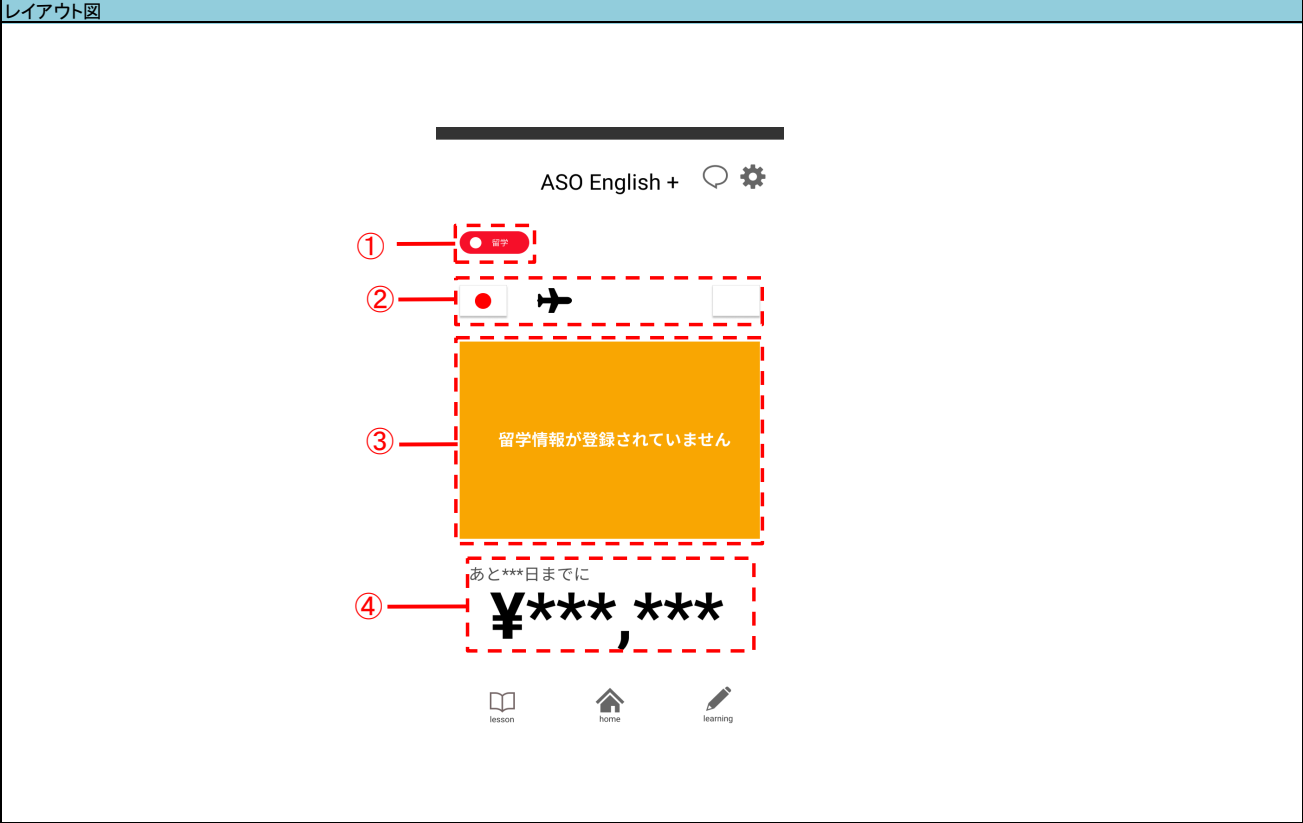 レイアウト図
ASO English +
①
留学
②
③
留学情報が登録されていません
あと***日までに
④
¥***,***
lesson
home
learning